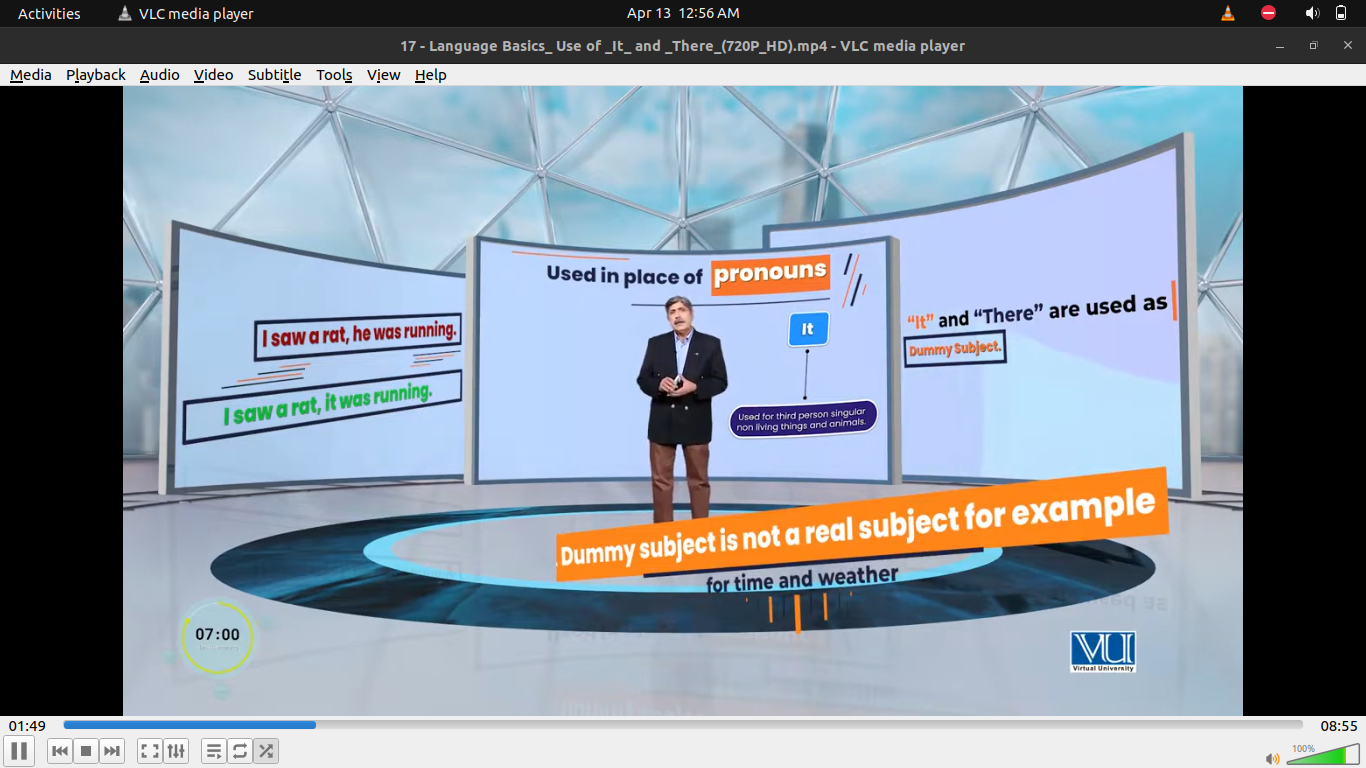 Activities
VLC media player
Apr 13 12:56 AM
17 - Language Basics_ Use of _It_ and _There_(720P_HD).mp4 - VLC media player
Media Playback Audio Video Subtitle Tools View Help
I saw a rat, he was running.
I saw a rat, it was running.
Used in place of pronouns
It
Used for third person singular
non living things and animals.
“It” and “There” are used as
Dummy Subject.
Dummy subject is not a real subject for example
for time and weather
07:00
VU
Virtual University
01:49
08:55
100%